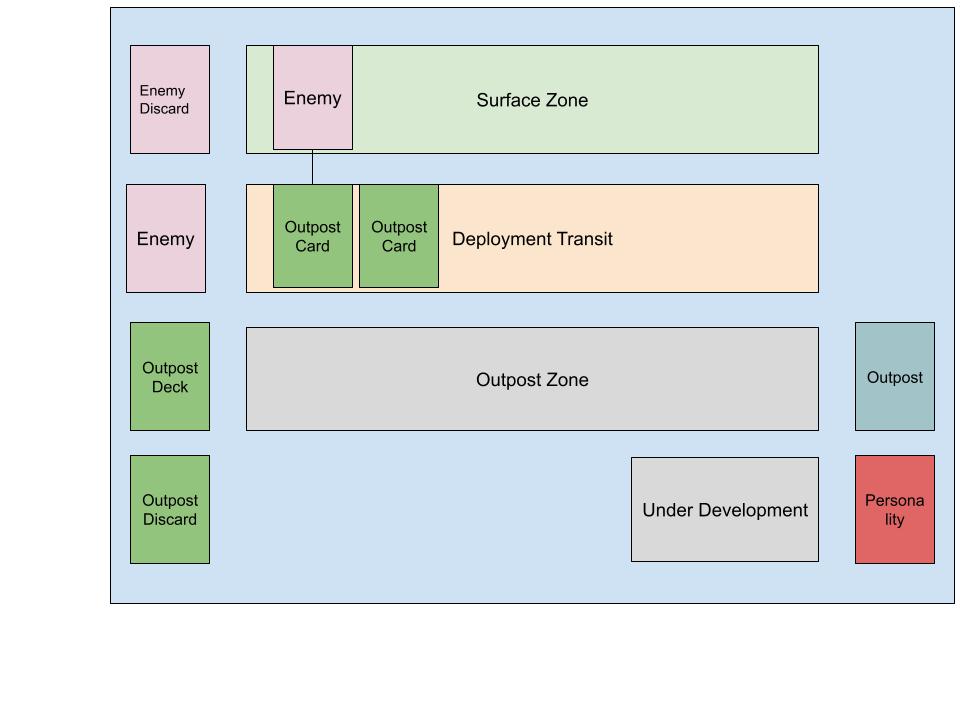 Enemy
Discard
Enemy
Surface Zone
Enemy
Outpost
Card
Outpost
Card
Deployment Transit
Outpost
Deck
Outpost Zone
Outpost
Outpost
Discard
Under Development
Persona
lity